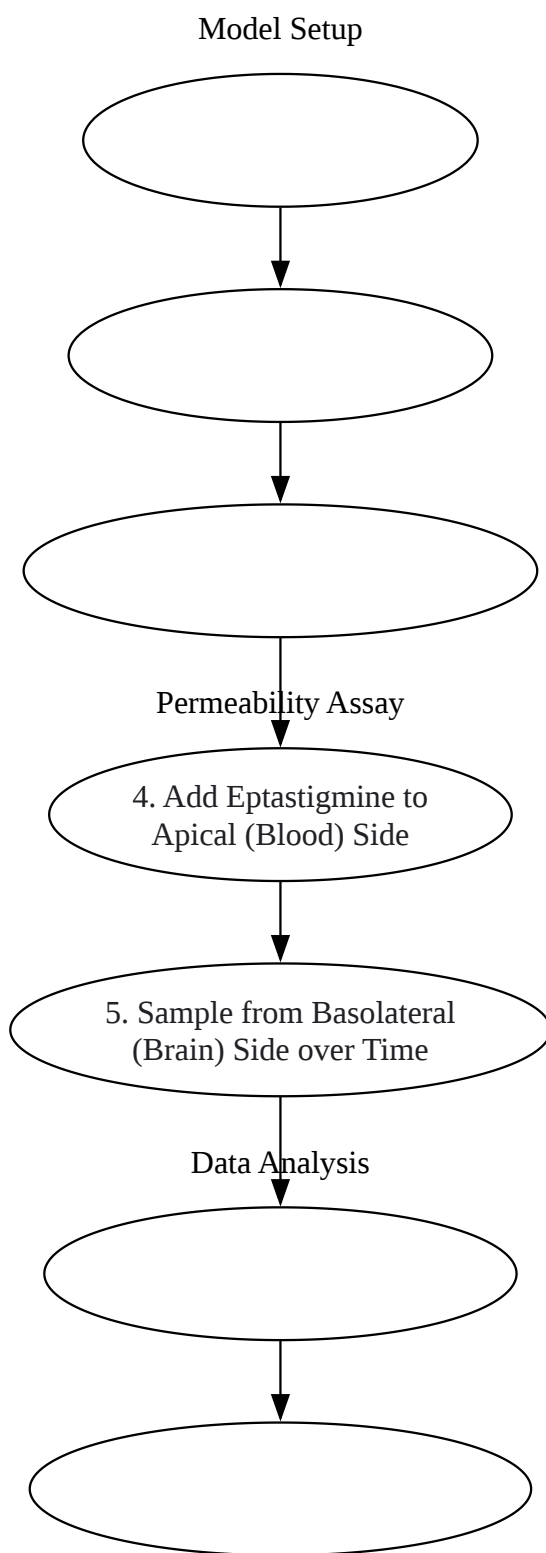 Model Setup
Permeability Assay
4. Add Eptastigmine to
Apical (Blood) Side
5. Sample from Basolateral
(Brain) Side over Time
Data Analysis